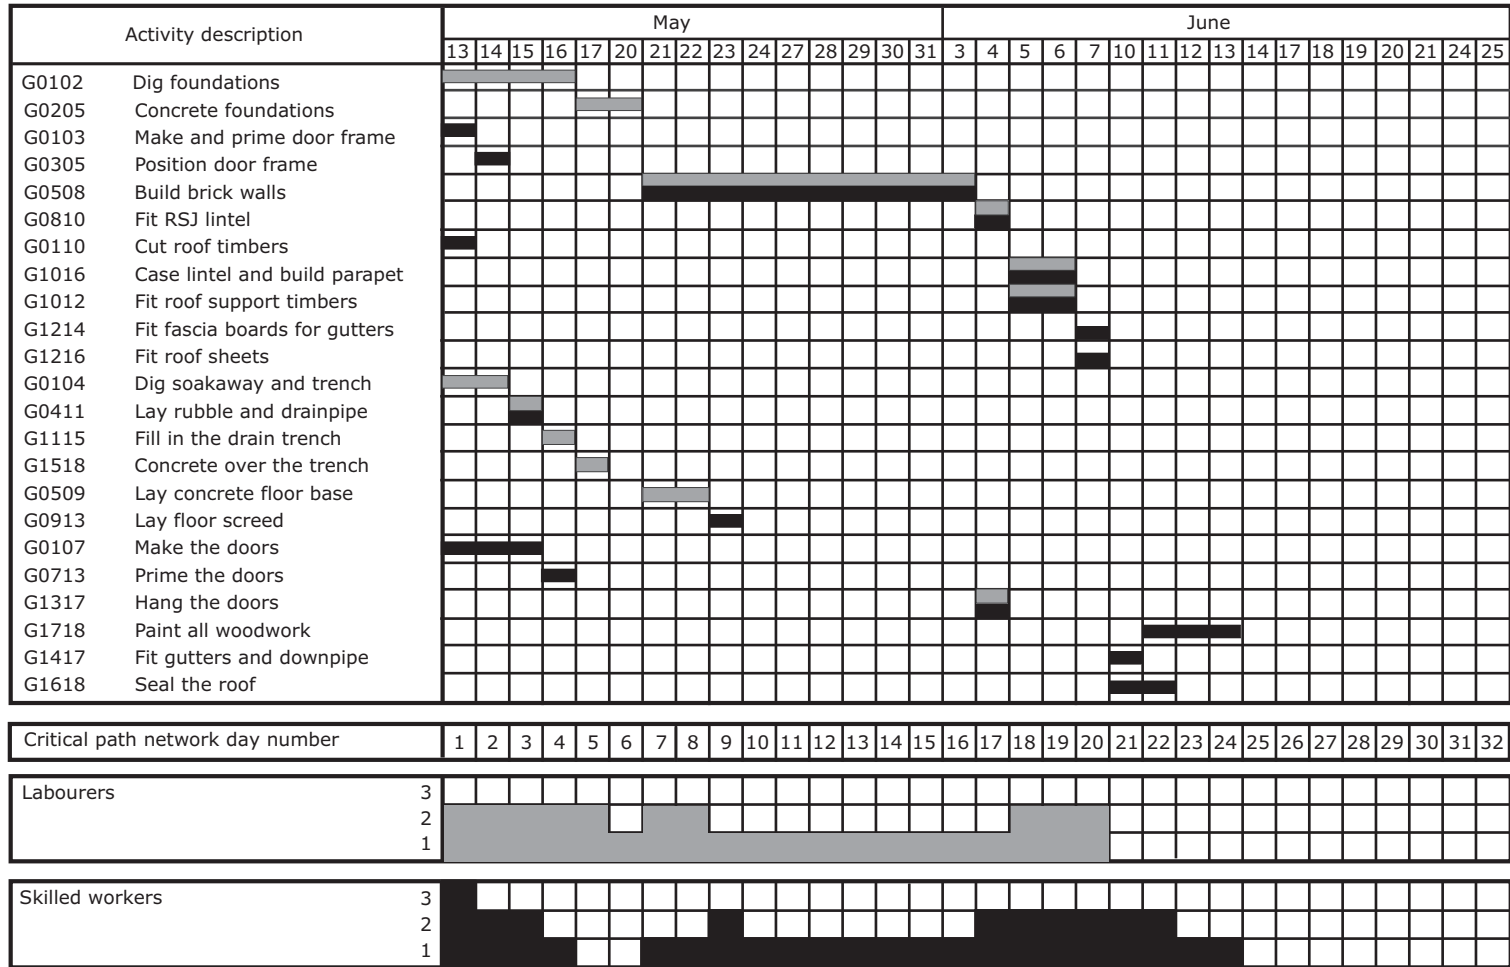 May June
Activity description
13 14 15 16 17 20 21 22 23 24 27 28 29 30 31 3 4 5 6 7 10 11 12 13 14 17 18 19 20 21 24 25
G0102 Dig foundations
G0205 Concrete foundations
G0103 Make and prime door frame
G0305 Position door frame
G0508 Build brick walls
G0810 Fit RSJ lintel
G0110 Cut roof timbers
G1016 Case lintel and build parapet
G1012 Fit roof support timbers
G1214 Fit fascia boards for gutters
G1216 Fit roof sheets
G0104 Dig soakaway and trench
G0411 Lay rubble and drainpipe
G1115 Fill in the drain trench
G1518 Concrete over the trench
G0509 Lay concrete floor base
G0913 Lay floor screed
G0107 Make the doors
G0713 Prime the doors
G1317 Hang the doors
G1718 Paint all woodwork
G1417 Fit gutters and downpipe
G1618 Seal the roof
Critical path network day number 1 2 3 4 5 6 7 8 9 10 11 12 13 14 15 16 17 18 19 20 21 22 23 24 25 26 27 28 29 30 31 32
Labourers 3
2
1
Skilled workers 3
2
1